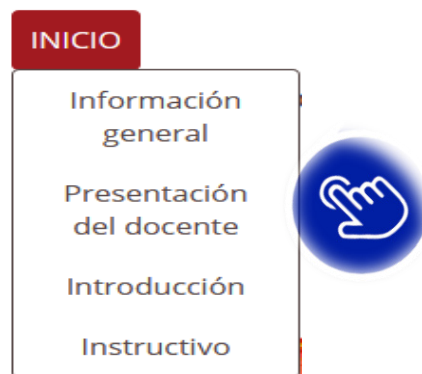 INICIO
Información
general
Presentación
del docente
Introducción
Instructivo